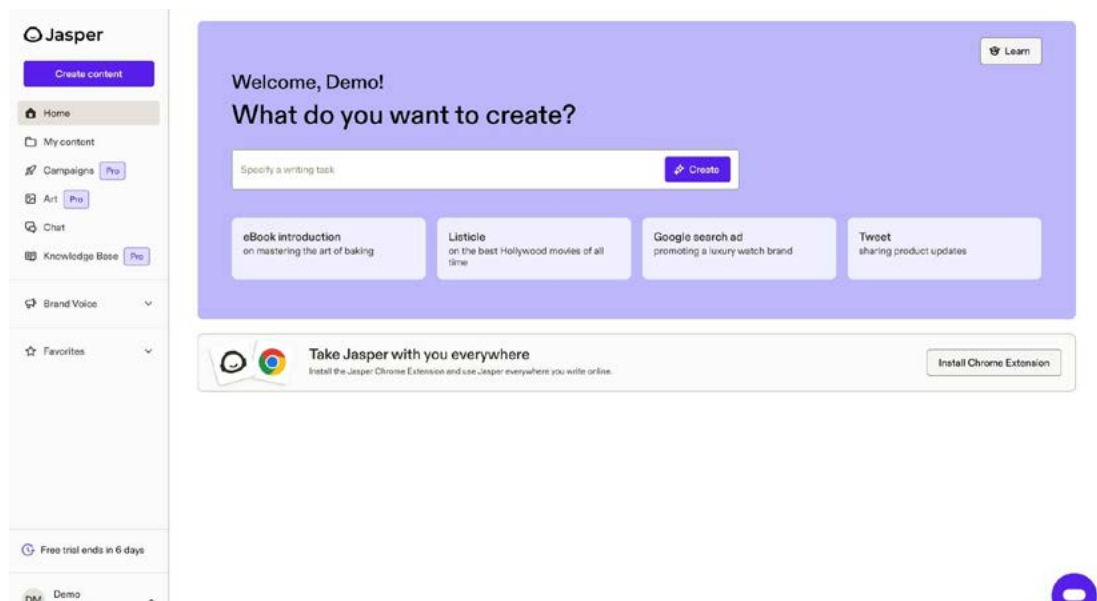 Jasper
Create content
Home
My content
Campaigns Pro
Art Pro
Chat
Knowledge Base Pro
Brand Voice
Favorites
Free trial ends in 6 days
DM Demo
Learn
Welcome, Demo!
What do you want to create?
Specify a writing task
Create
eBook introduction
on mastering the art of baking
Listicle
on the best Hollywood movies of all
time
Google search ad
promoting a luxury watch brand
Tweet
sharing product updates
Take Jasper with you everywhere
Install the Jasper Chrome Extension and use Jasper everywhere you write online.
Install Chrome Extension